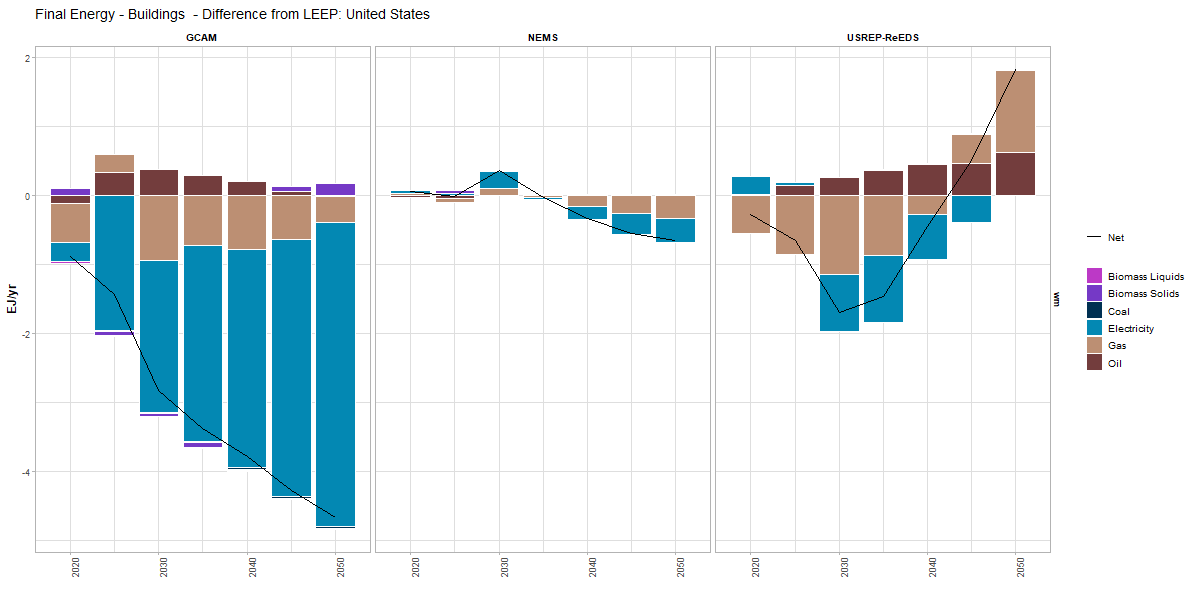 Final Energy - Buildings  - Difference from LEEP: United States
GCAM
NEMS
USREP-ReEDS
EJ/yr
2
0
-2
-4
2020
2030
2040
2050
2020
2030
2040
2050
2020
2030
2040
2050
wm
Net
Biomass Liquids
Biomass Solids
Coal
Electricity
Gas
Oil